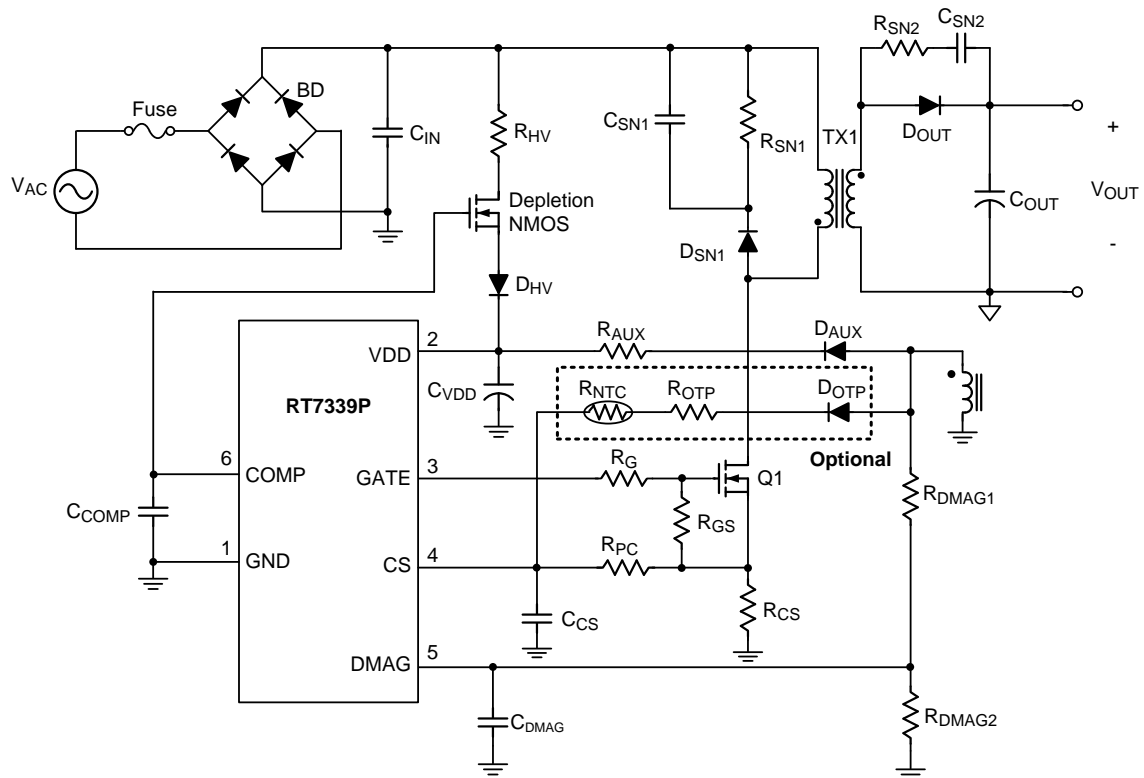 RSN2
CSN2
Fuse
BD
CIN
RHV
CSN1
RSN1
TX1
DOUT
+
VAC
Depletion
NMOS
COUT
VOUT
-
DSN1
DHV
2
VDD
RAUX
DAUX
CVDD
RNTC
ROTP
DOTP
RT7339P
Optional
6
COMP
GATE
3
RG
Q1
CCOMP
RGS
RDMAG1
1
GND
CS
4
RPC
CCS
RCS
DMAG
5
CDMAG
RDMAG2